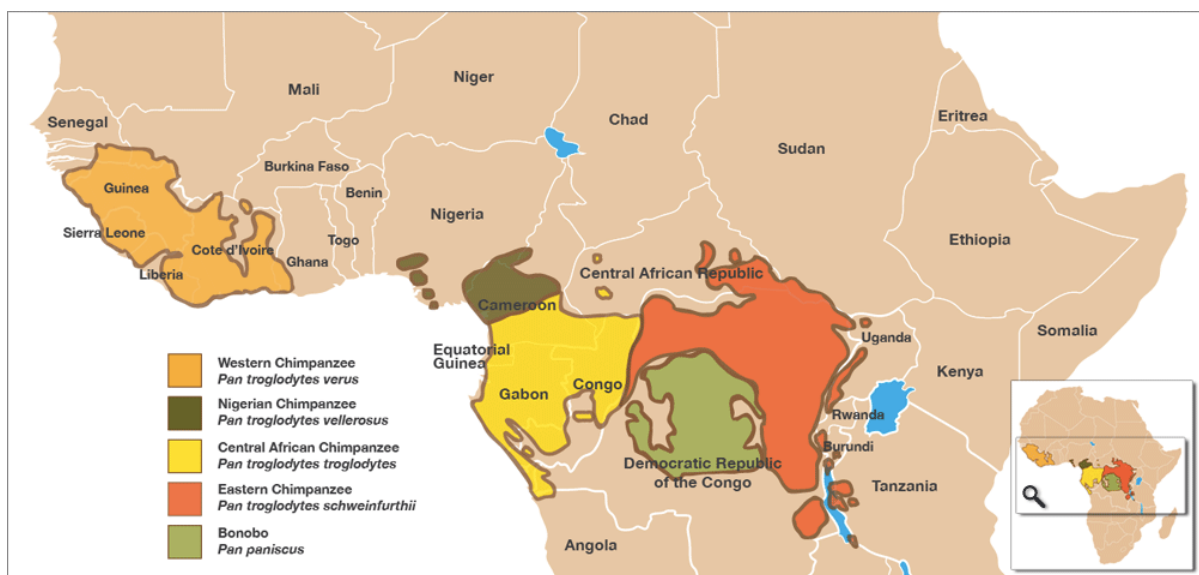 Niger
Mali
Chad
Senegal
Eritrea
Sudan
Burkina Faso
Guinea
Benin
Nigeria
Sierra Leone
Cote d'Ivoire
Togo
Ghana
Ethiopia
Liberia
Central African Republic
Cameroon
Somalia
Uganda
Equatorial
Guinea
Kenya
Gabon
Congo
Rwanda
Burundi
Democratic Republic
of the Congo
Tanzania
Angola
Western Chimpanzee
Pan troglodytes verus
Nigerian Chimpanzee
Pan troglodytes vellerosus
Central African Chimpanzee
Pan troglodytes troglodytes
Eastern Chimpanzee
Pan troglodytes schweinfurthii
Bonobo
Pan paniscus